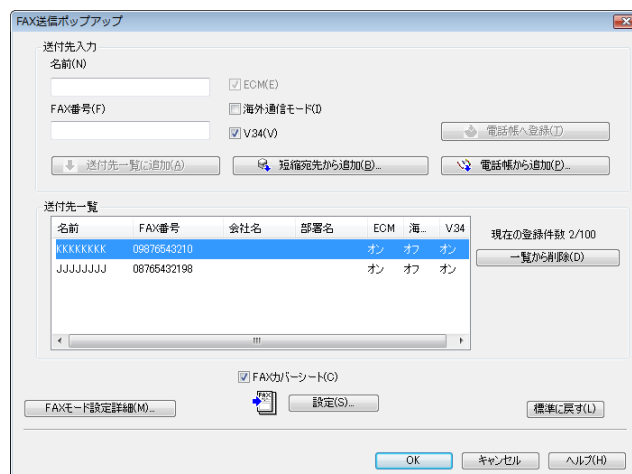 FAX送信ポップアップ
送付先入力
名前(N)
ECM(E)
FAX番号(F)
海外通信モード(I)
V34(V)
電話帳へ登録(T)
送付先一覧に追加(A)
短縮宛先から追加(B)...
電話帳から追加(P)...
送付先一覧
名前 FAX番号 会社名 部署名 ECM 海... V34
KKKKKKKK 09876543210 オン オフ オン
JJJJJJJJ 08765432198 オン オフ オン
現在の登録件数 2/100
一覧から削除(D)
FAXカバーシート(C)
FAXモード設定詳細(M)...
FAX
設定(S)...
標準に戻す(L)
OK キャンセル ヘルプ(H)